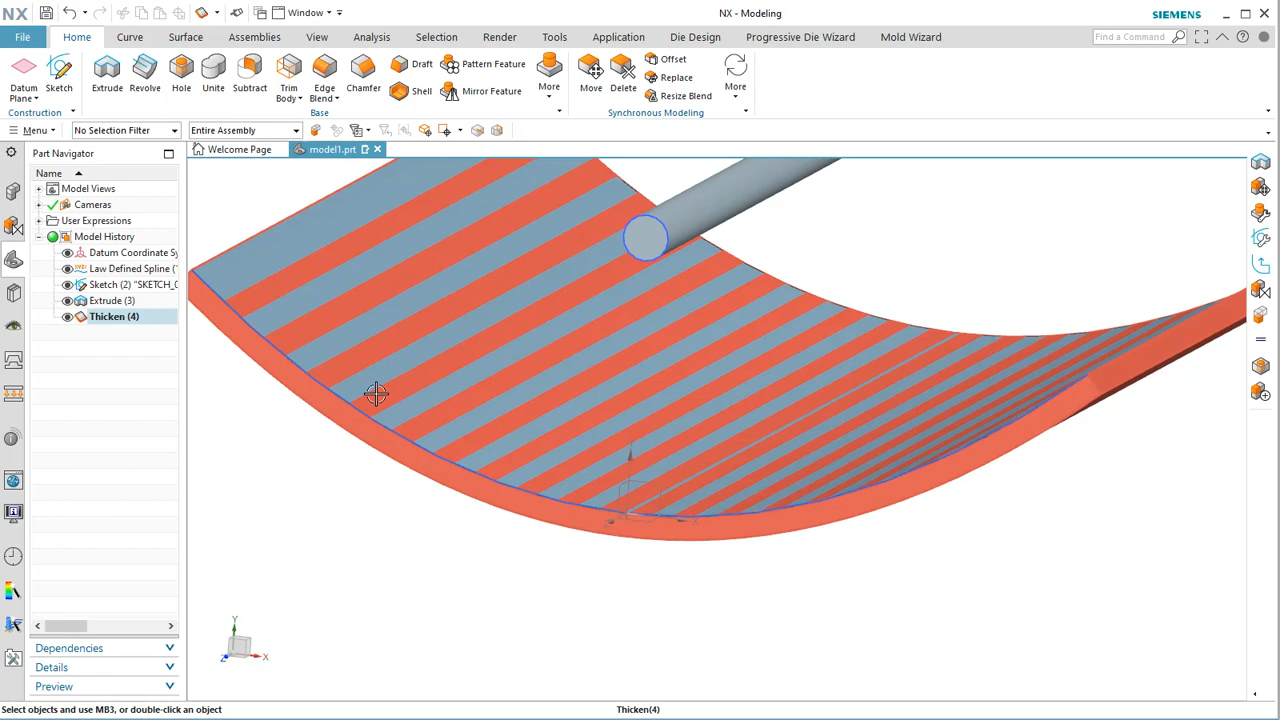 NX
Window
NX - Modeling
SIEMENS
File
Home
Curve
Surface
Assemblies
View
Analysis
Selection
Render
Tools
Application
Die Design
Progressive Die Wizard
Mold Wizard
Find a Command
Datum
Plane
Sketch
Extrude
Revolve
Hole
Unite
Subtract
Trim
Body
Edge
Blend
Chamfer
Draft
Shell
Pattern Feature
Mirror Feature
More
Move
Delete
Offset
Replace
Resize Blend
More
Construction
Base
Synchronous Modeling
Menu
No Selection Filter
Entire Assembly
Part Navigator
Welcome Page
model1.prt
Name
Model Views
Cameras
User Expressions
Model History
Datum Coordinate Sy
Law Defined Spline (
Sketch (2) "SKETCH_0
Extrude (3)
Thicken (4)
Y
Z
X
Dependencies
Details
Preview
Select objects and use MB3, or double-click an object
Thicken(4)